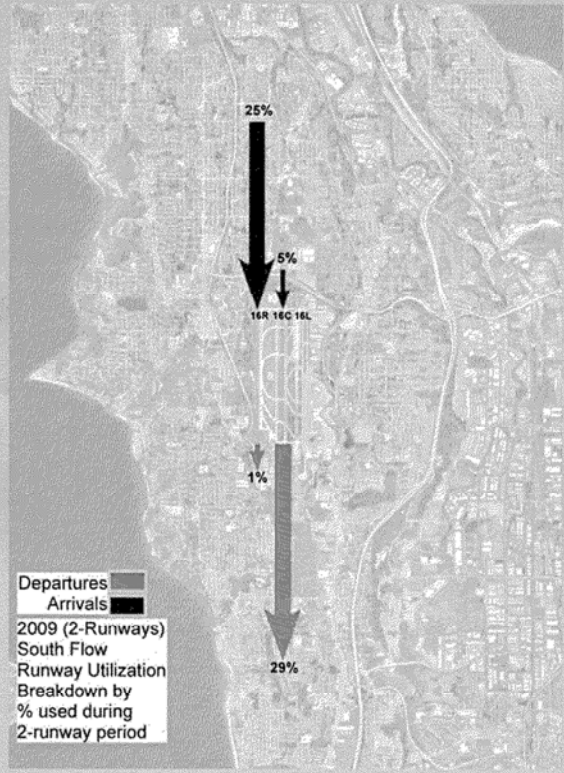 25%
5%
16R 16C 16L
1%
29%
Departures
Arrivals
2009 (2-Runways)
South Flow
Runway Utilization
Breakdown by
% used during
2-runway period